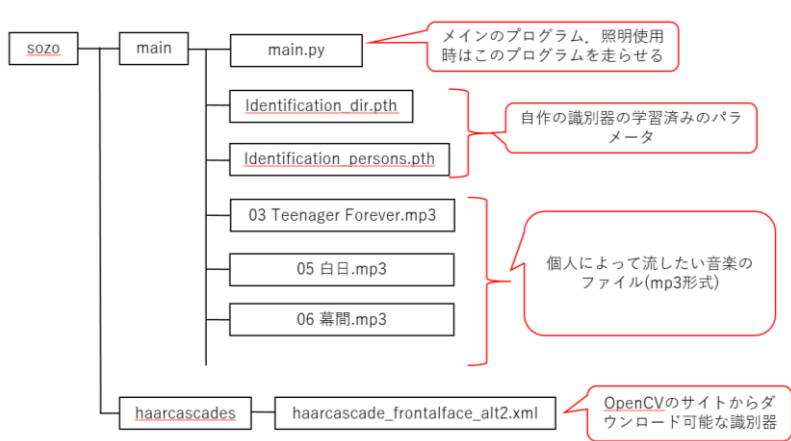 sozo
main
main.py
メインのプログラム，照明使用
時はこのプログラムを走らせる
Identification_dir.pth
Identification_persons.pth
自作の識別器の学習済みのパラ
メータ
03 Teenager Forever.mp3
05 白日.mp3
06 幕間.mp3
個人によって流したい音楽の
ファイル(mp3形式)
haarcascades
haarcascade_frontalface_alt2.xml
OpenCVのサイトからダ
ウンロード可能な識別器